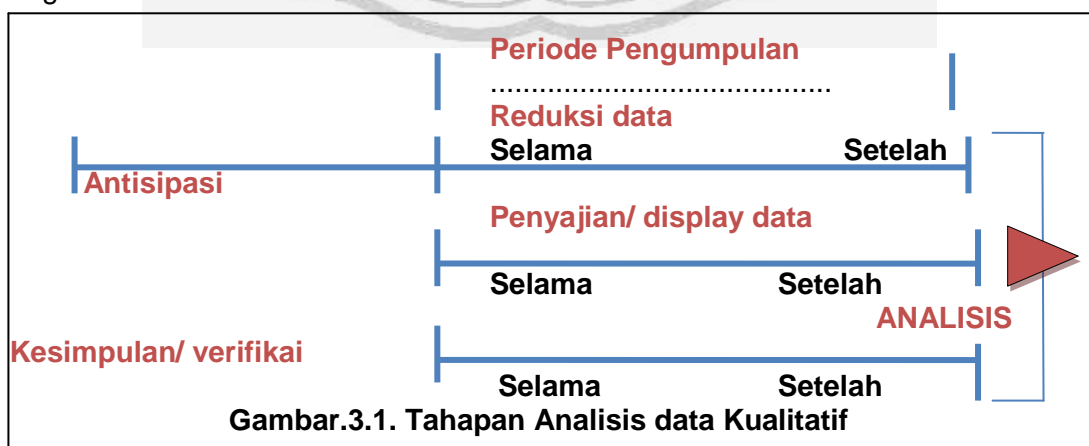 Periode Pengumpulan
.........................................
Reduksi data
Selama Setelah
Antisipasi
Penyajian/ display data
Selama Setelah
ANALISIS
Kesimpulan/ verifikai
Selama Setelah
Gambar.3.1. Tahapan Analisis data Kualitatif